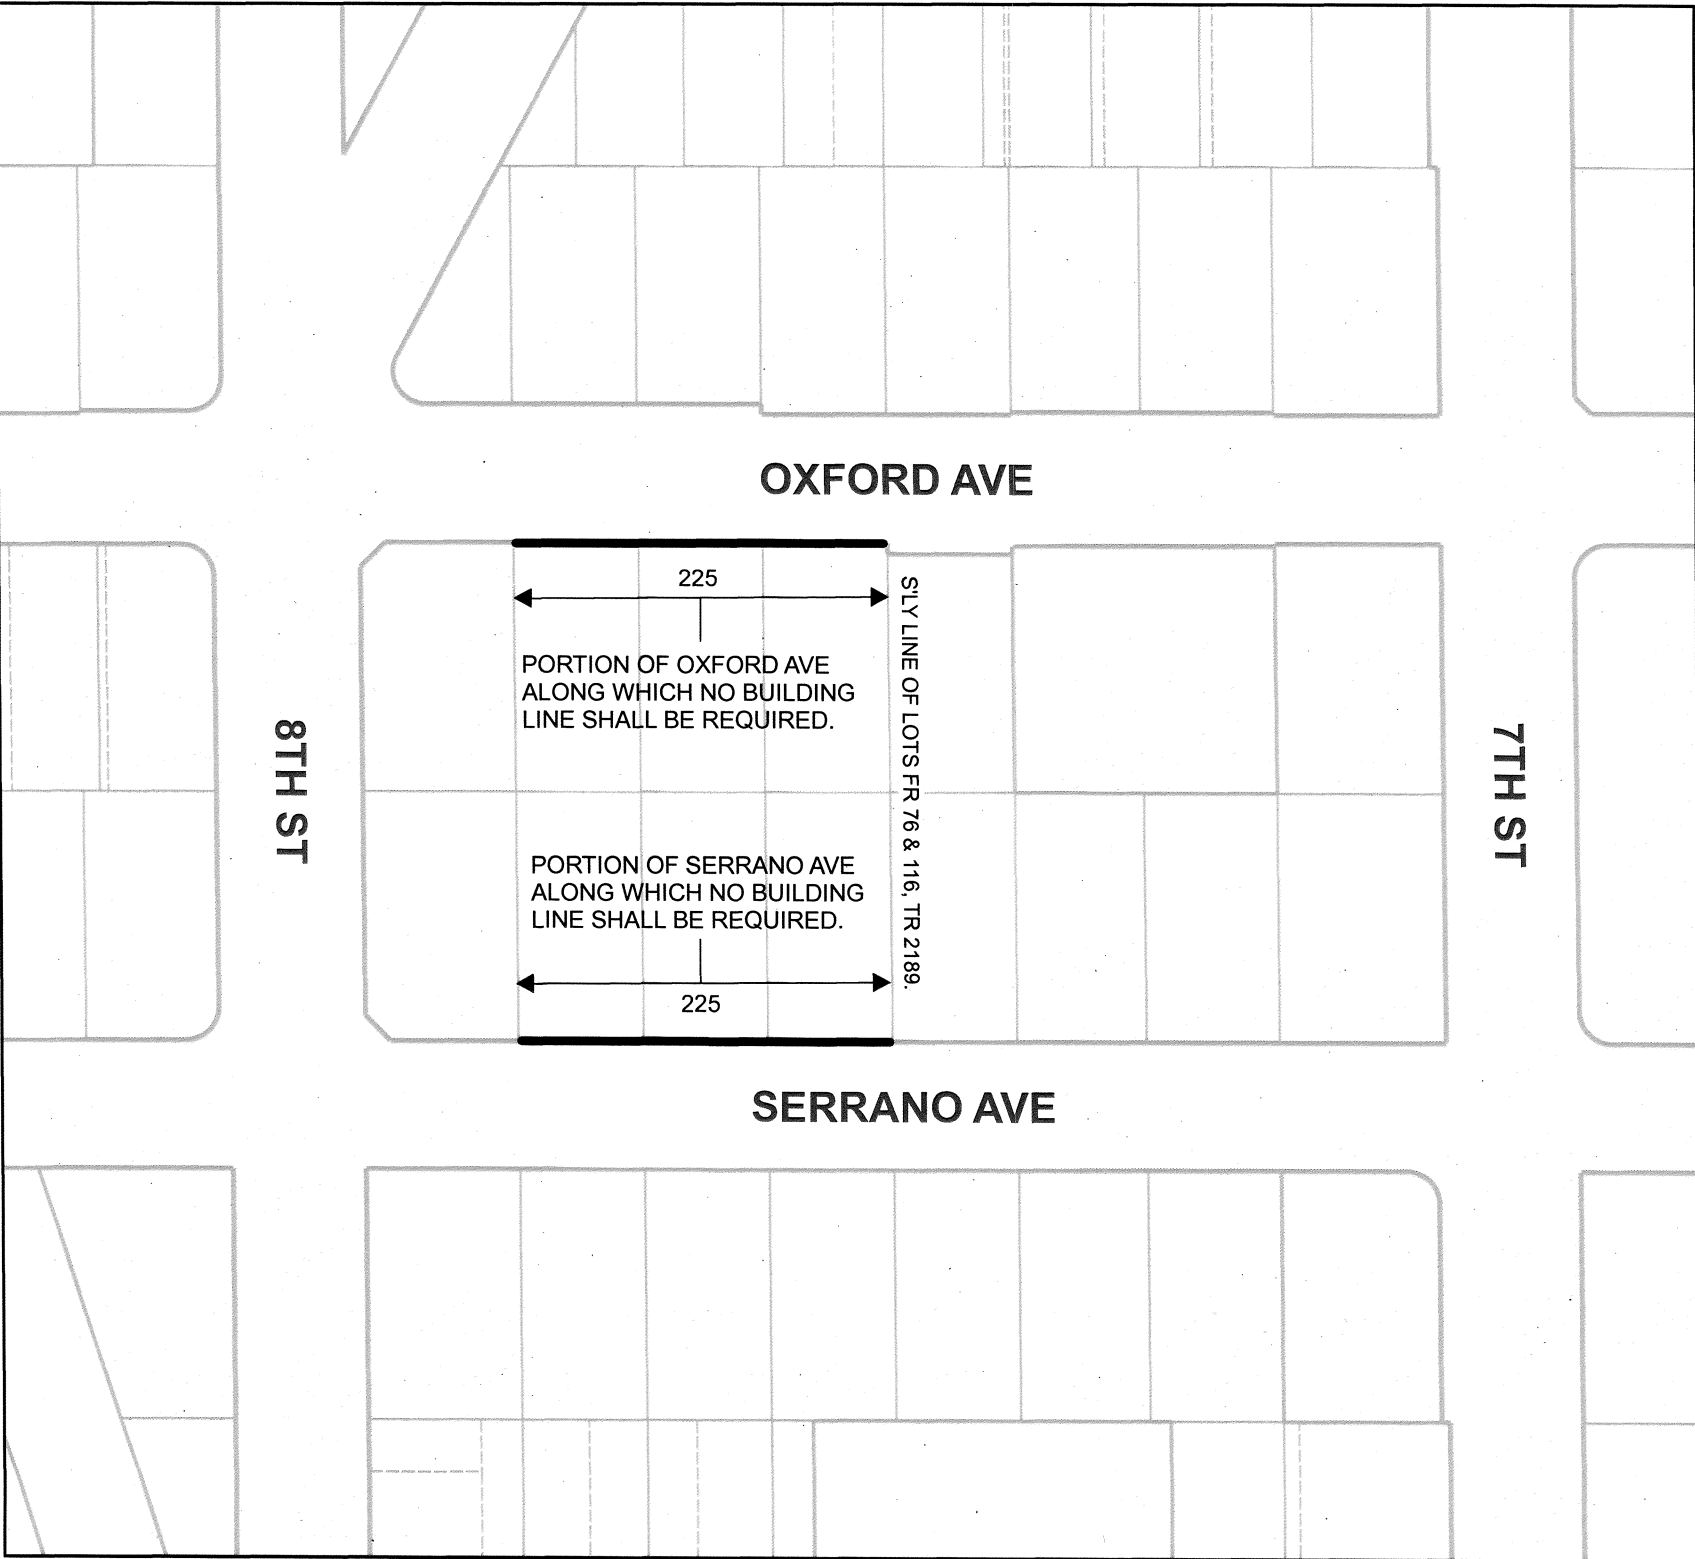 OXFORD AVE
225
PORTION OF OXFORD AVE
ALONG WHICH NO BUILDING
LINE SHALL BE REQUIRED.
S'LY LINE OF LOTS FR 76 & 116, TR 2189.
8TH ST
7TH ST
PORTION OF SERRANO AVE
ALONG WHICH NO BUILDING
LINE SHALL BE REQUIRED.
225
SERRANO AVE